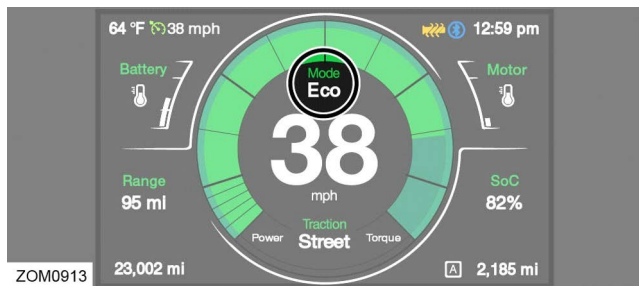 64 °F 38 mph
12:59 pm
Battery
Motor
Mode
Eco
38
mph
Range
95 mi
SoC
82%
Traction
Power Street Torque
23,002 mi
A 2,185 mi
ZOM0913